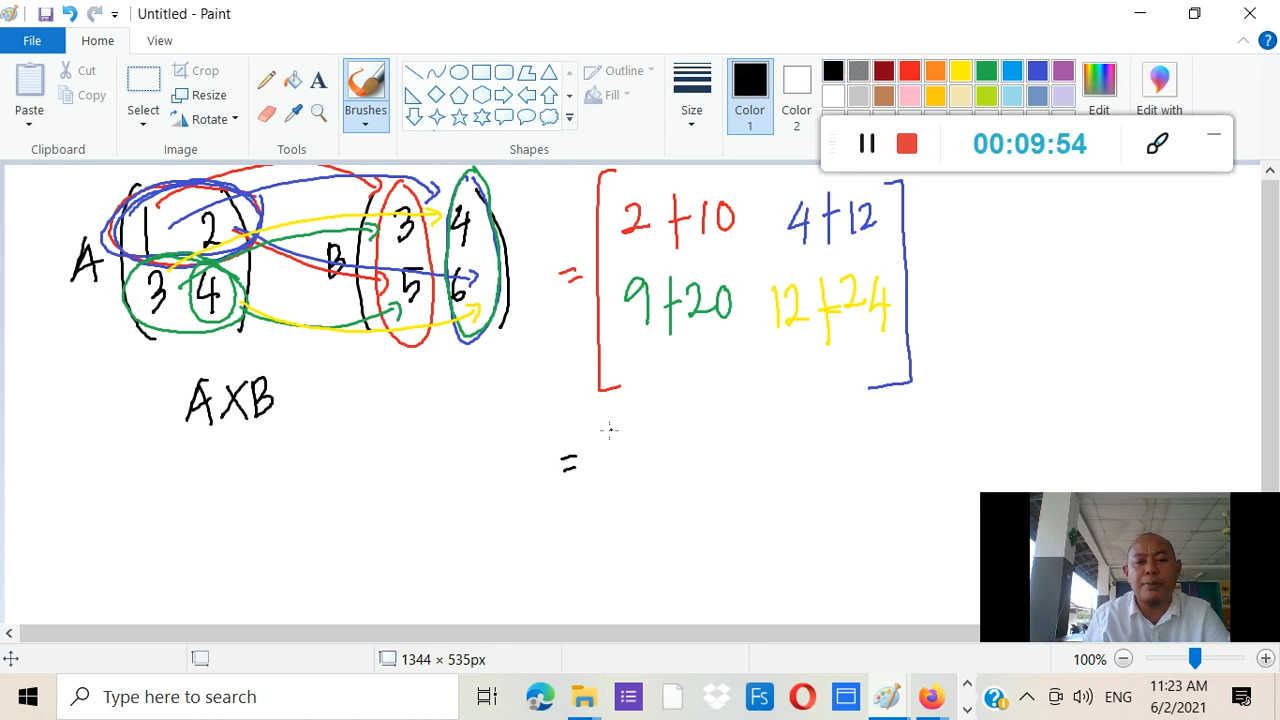 Untitled - Paint
File Home View
Paste Cut Copy Clipboard
Select Crop Resize Rotate Image
Tools
Brushes
Outline Fill Shapes
Size
Color 1
Color 2
Edit
Edit with
00:09:54
A 1 2 B 3 4 = 2+10 4+12
3 4 5 6 9+20 12+24
A×B
=
1344 × 535px 100%
Type here to search
Fs
ENG
11:23 AM
6/2/2021